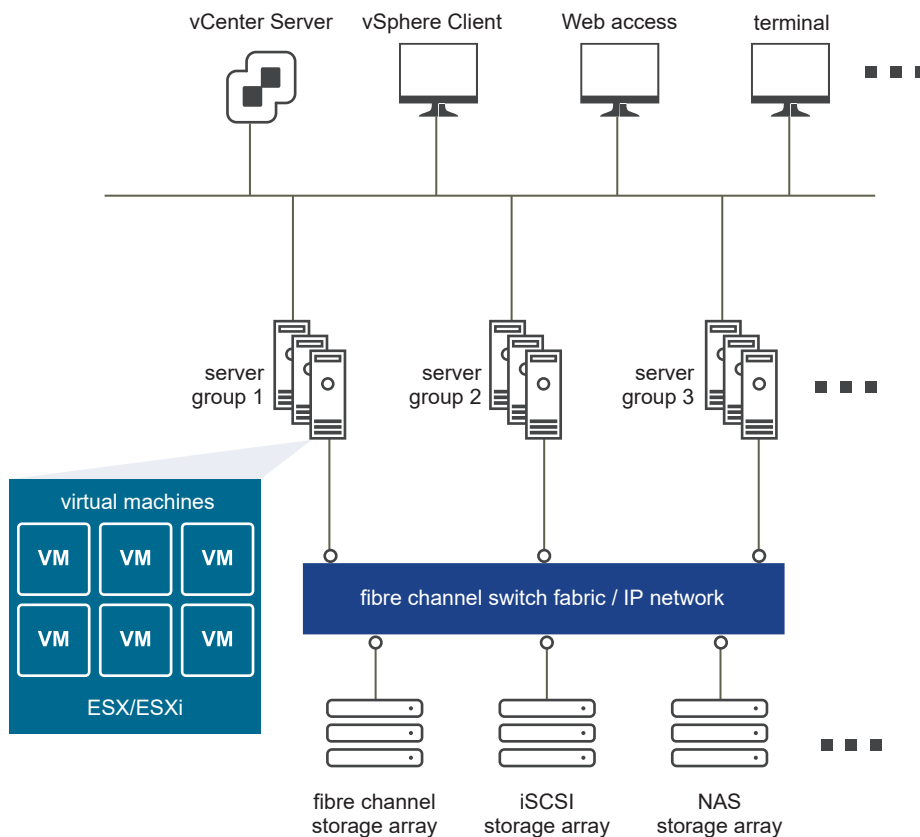 vCenter Server
vSphere Client
Web access
terminal
server
group 1
server
group 2
server
group 3
virtual machines
VM VM VM
VM VM VM
ESX/ESXi
fibre channel switch fabric / IP network
fibre channel
storage array
iSCSI
storage array
NAS
storage array